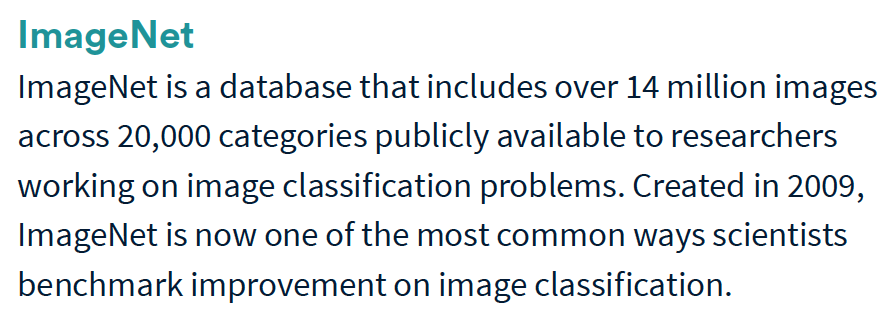 ImageNet
ImageNet is a database that includes over 14 million images
across 20,000 categories publicly available to researchers
working on image classification problems. Created in 2009,
ImageNet is now one of the most common ways scientists
benchmark improvement on image classification.